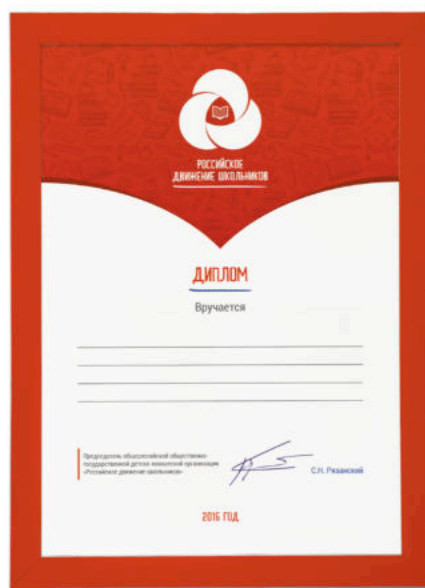 РОССИЙСКОЕ
ДВИЖЕНИЕ ШКОЛЬНИКОВ
ДИПЛОМ
Вручается
Председатель общероссийской общественно-
государственной детско-юношеской организации
«Российское движение школьников»
С.Н. Рязанский
2016 ГОД